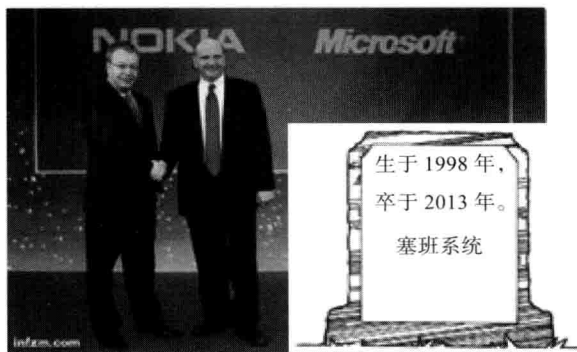 NOKIA Microsoft
生于 1998 年，
卒于 2013 年。
塞班系统
infzm.com